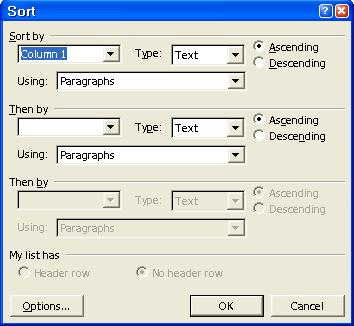 Sort
Sort by
Column 1 Type: Text Ascending
Descending
Using: Paragraphs
Then by
Type: Text Ascending
Descending
Using: Paragraphs
Then by
Type: Text Ascending
Descending
Using: Paragraphs
My list has
Header row No header row
Options... OK Cancel